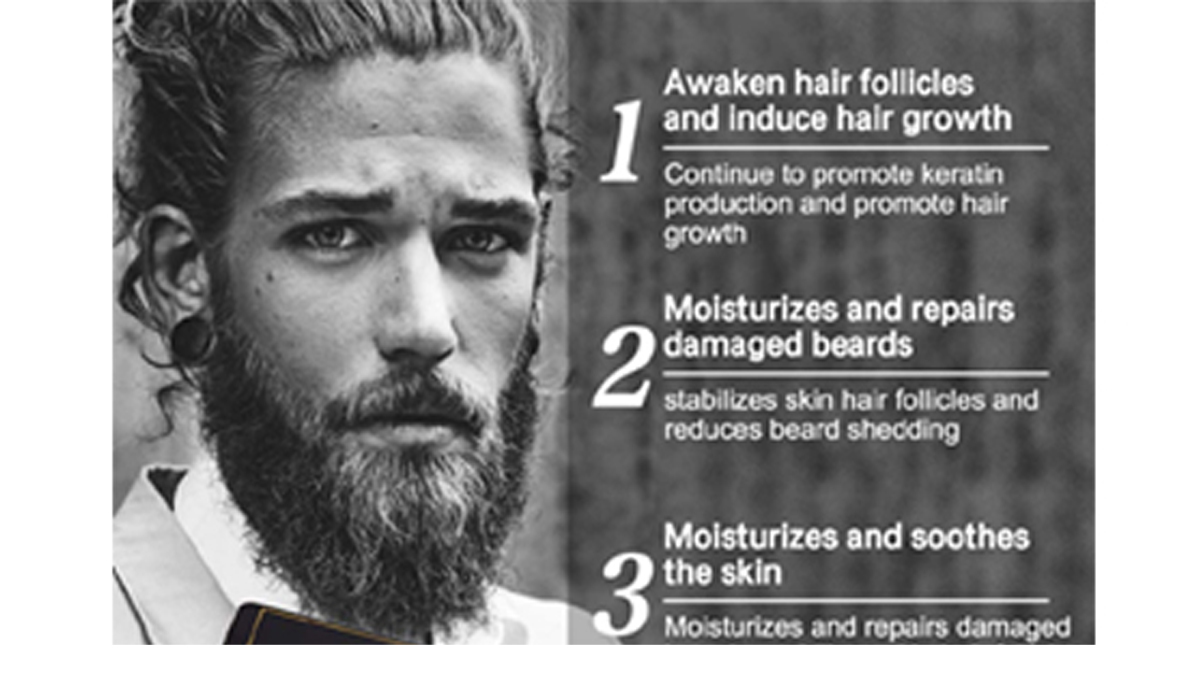 1
Awaken hair follicles
and induce hair growth
Continue to promote keratin
production and promote hair
growth
2
Moisturizes and repairs
damaged beards
stabilizes skin hair follicles and
reduces beard shedding
3
Moisturizes and soothes
the skin
Moisturizes and repairs damaged